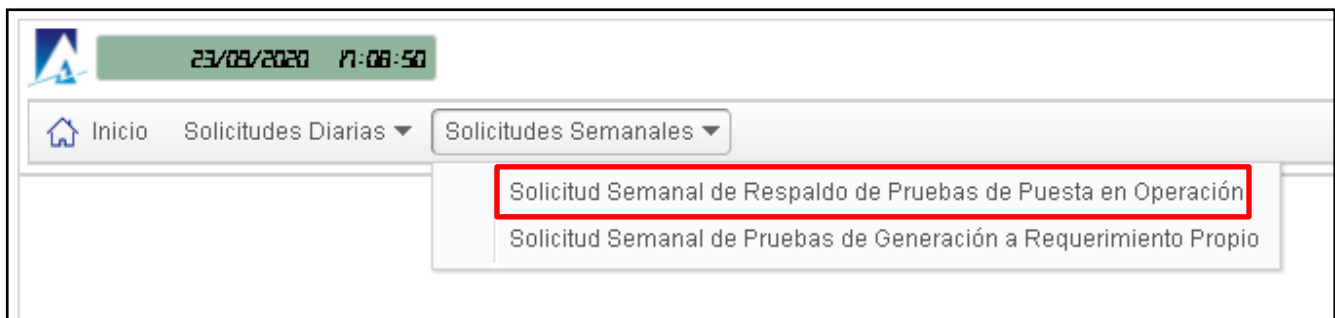 23/09/2020 17:08:50
Inicio Solicitudes Diarias Solicitudes Semanales
Solicitud Semanal de Respaldo de Pruebas de Puesta en Operación
Solicitud Semanal de Pruebas de Generación a Requerimiento Propio